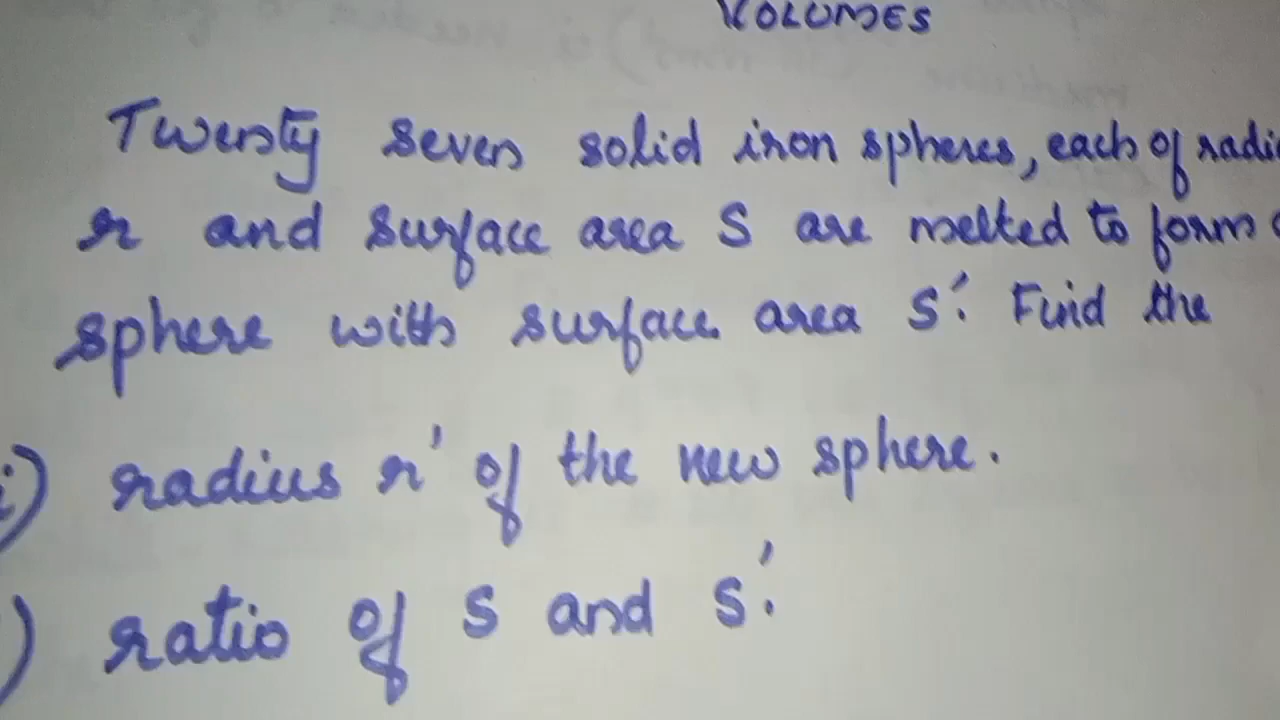 VOLUMES
Twenty seven solid iron spheres, each of radi
r and surface area S are melted to form
sphere with surface area S'. Find the
i) radius r' of the new sphere.
) ratio of S and S'.